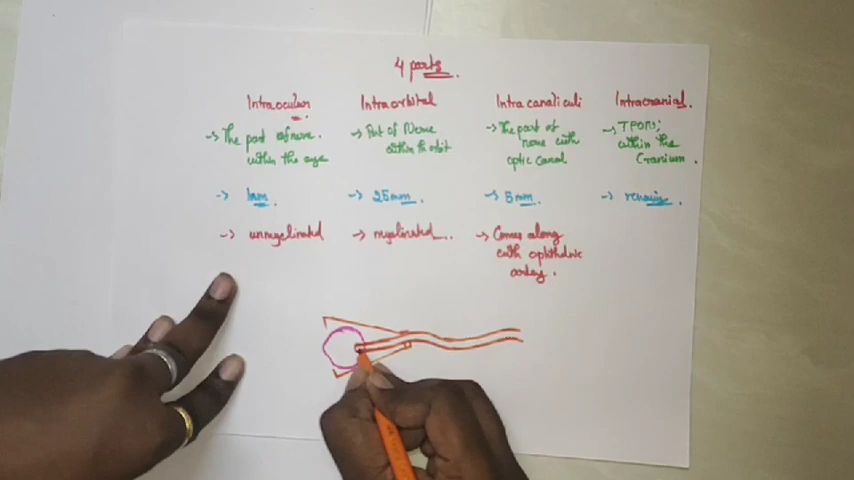 4 parts
Intraocular
Intraorbital
Intracanaliculi
Intracranial
-> The part of nerve
within the eye
-> Part of Nerve
within th orbit
-> The part of
nerve with
optic canal
-> TPON;
within the
Cranium
-> 1mm
-> 25mm
-> 5mm
-> remaing
-> unmyelinated
-> myelinated
-> Comes along
with ophthalmic
artery.